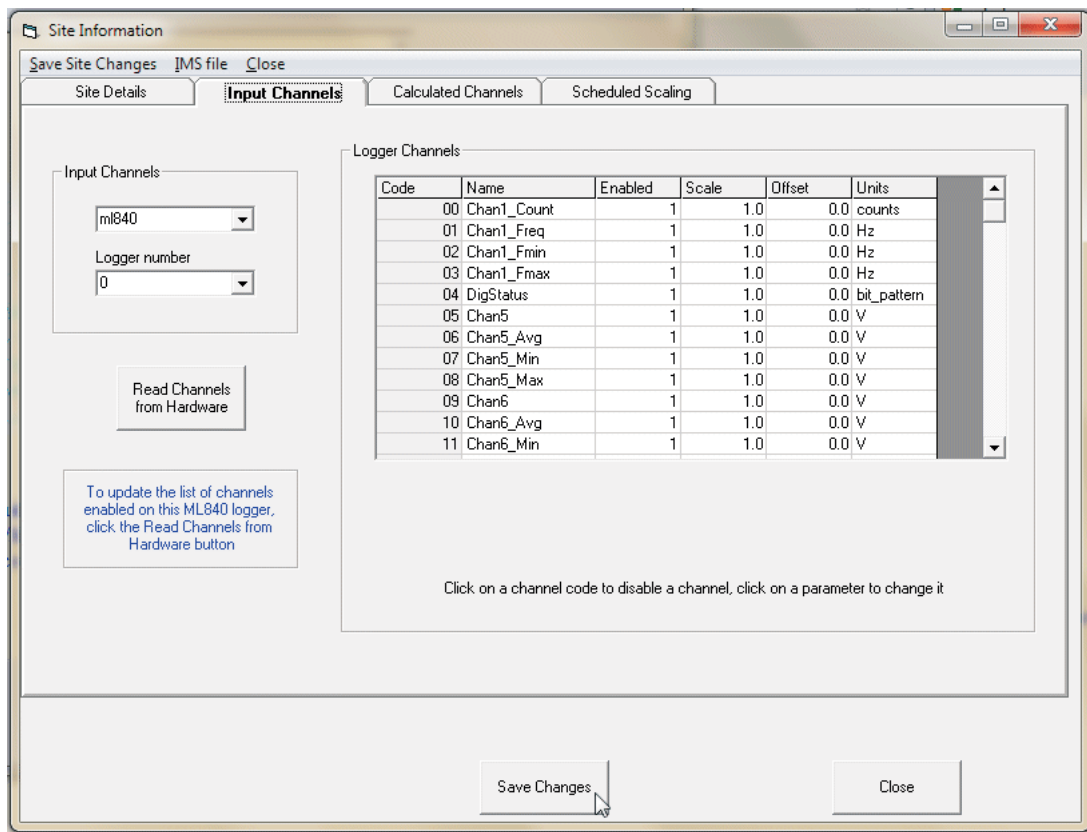 Site Information
Save Site Changes IMS file Close
Site Details Input Channels Calculated Channels Scheduled Scaling
Input Channels
ml840
Logger number
0
Read Channels
from Hardware
To update the list of channels
enabled on this ML840 logger,
click the Read Channels from
Hardware button
Logger Channels
Code Name Enabled Scale Offset Units
00 Chan1_Count 1 1.0 0.0 counts
01 Chan1_Freq 1 1.0 0.0 Hz
02 Chan1_Fmin 1 1.0 0.0 Hz
03 Chan1_Fmax 1 1.0 0.0 Hz
04 DigStatus 1 1.0 0.0 bit_pattern
05 Chan5 1 1.0 0.0 V
06 Chan5_Avg 1 1.0 0.0 V
07 Chan5_Min 1 1.0 0.0 V
08 Chan5_Max 1 1.0 0.0 V
09 Chan6 1 1.0 0.0 V
10 Chan6_Avg 1 1.0 0.0 V
11 Chan6_Min 1 1.0 0.0 V
Click on a channel code to disable a channel, click on a parameter to change it
Save Changes Close